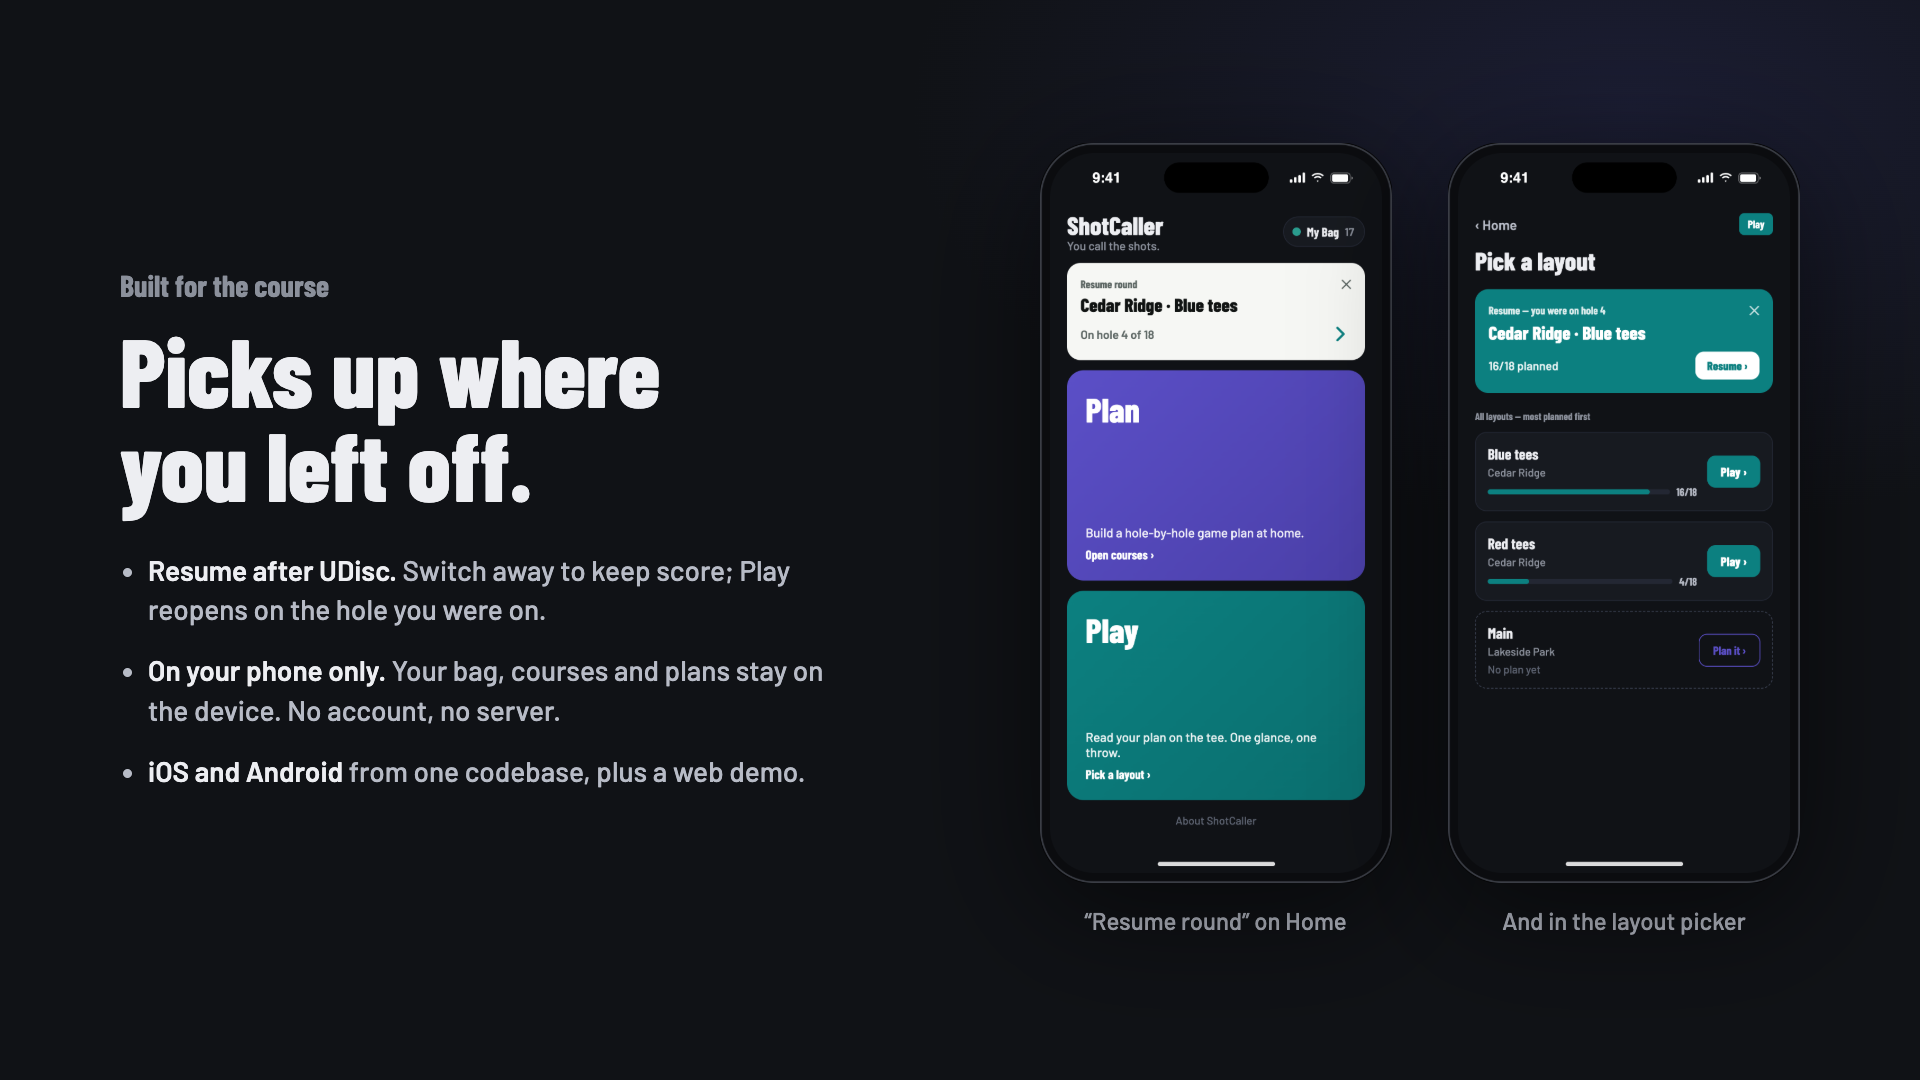 Built for the course
Picks up where
you left off.
• Resume after UDisc. Switch away to keep score; Play
reopens on the hole you were on.
• On your phone only. Your bag, courses and plans stay on
the device. No account, no server.
• iOS and Android from one codebase, plus a web demo.
9:41
ShotCaller
You call the shots.
My Bag 17
Resume round
Cedar Ridge · Blue tees
On hole 4 of 18
Plan
Build a hole-by-hole game plan at home.
Open courses ›
Play
Read your plan on the tee. One glance, one
throw.
Pick a layout ›
About ShotCaller
“Resume round” on Home
9:41
‹ Home
Play
Pick a layout
Resume – you were on hole 4
Cedar Ridge · Blue tees
16/18 planned
Resume ›
All layouts – most planned first
Blue tees
Cedar Ridge
16/18
Play ›
Red tees
Cedar Ridge
4/18
Play ›
Main
Lakeside Park
No plan yet
Plan it ›
And in the layout picker